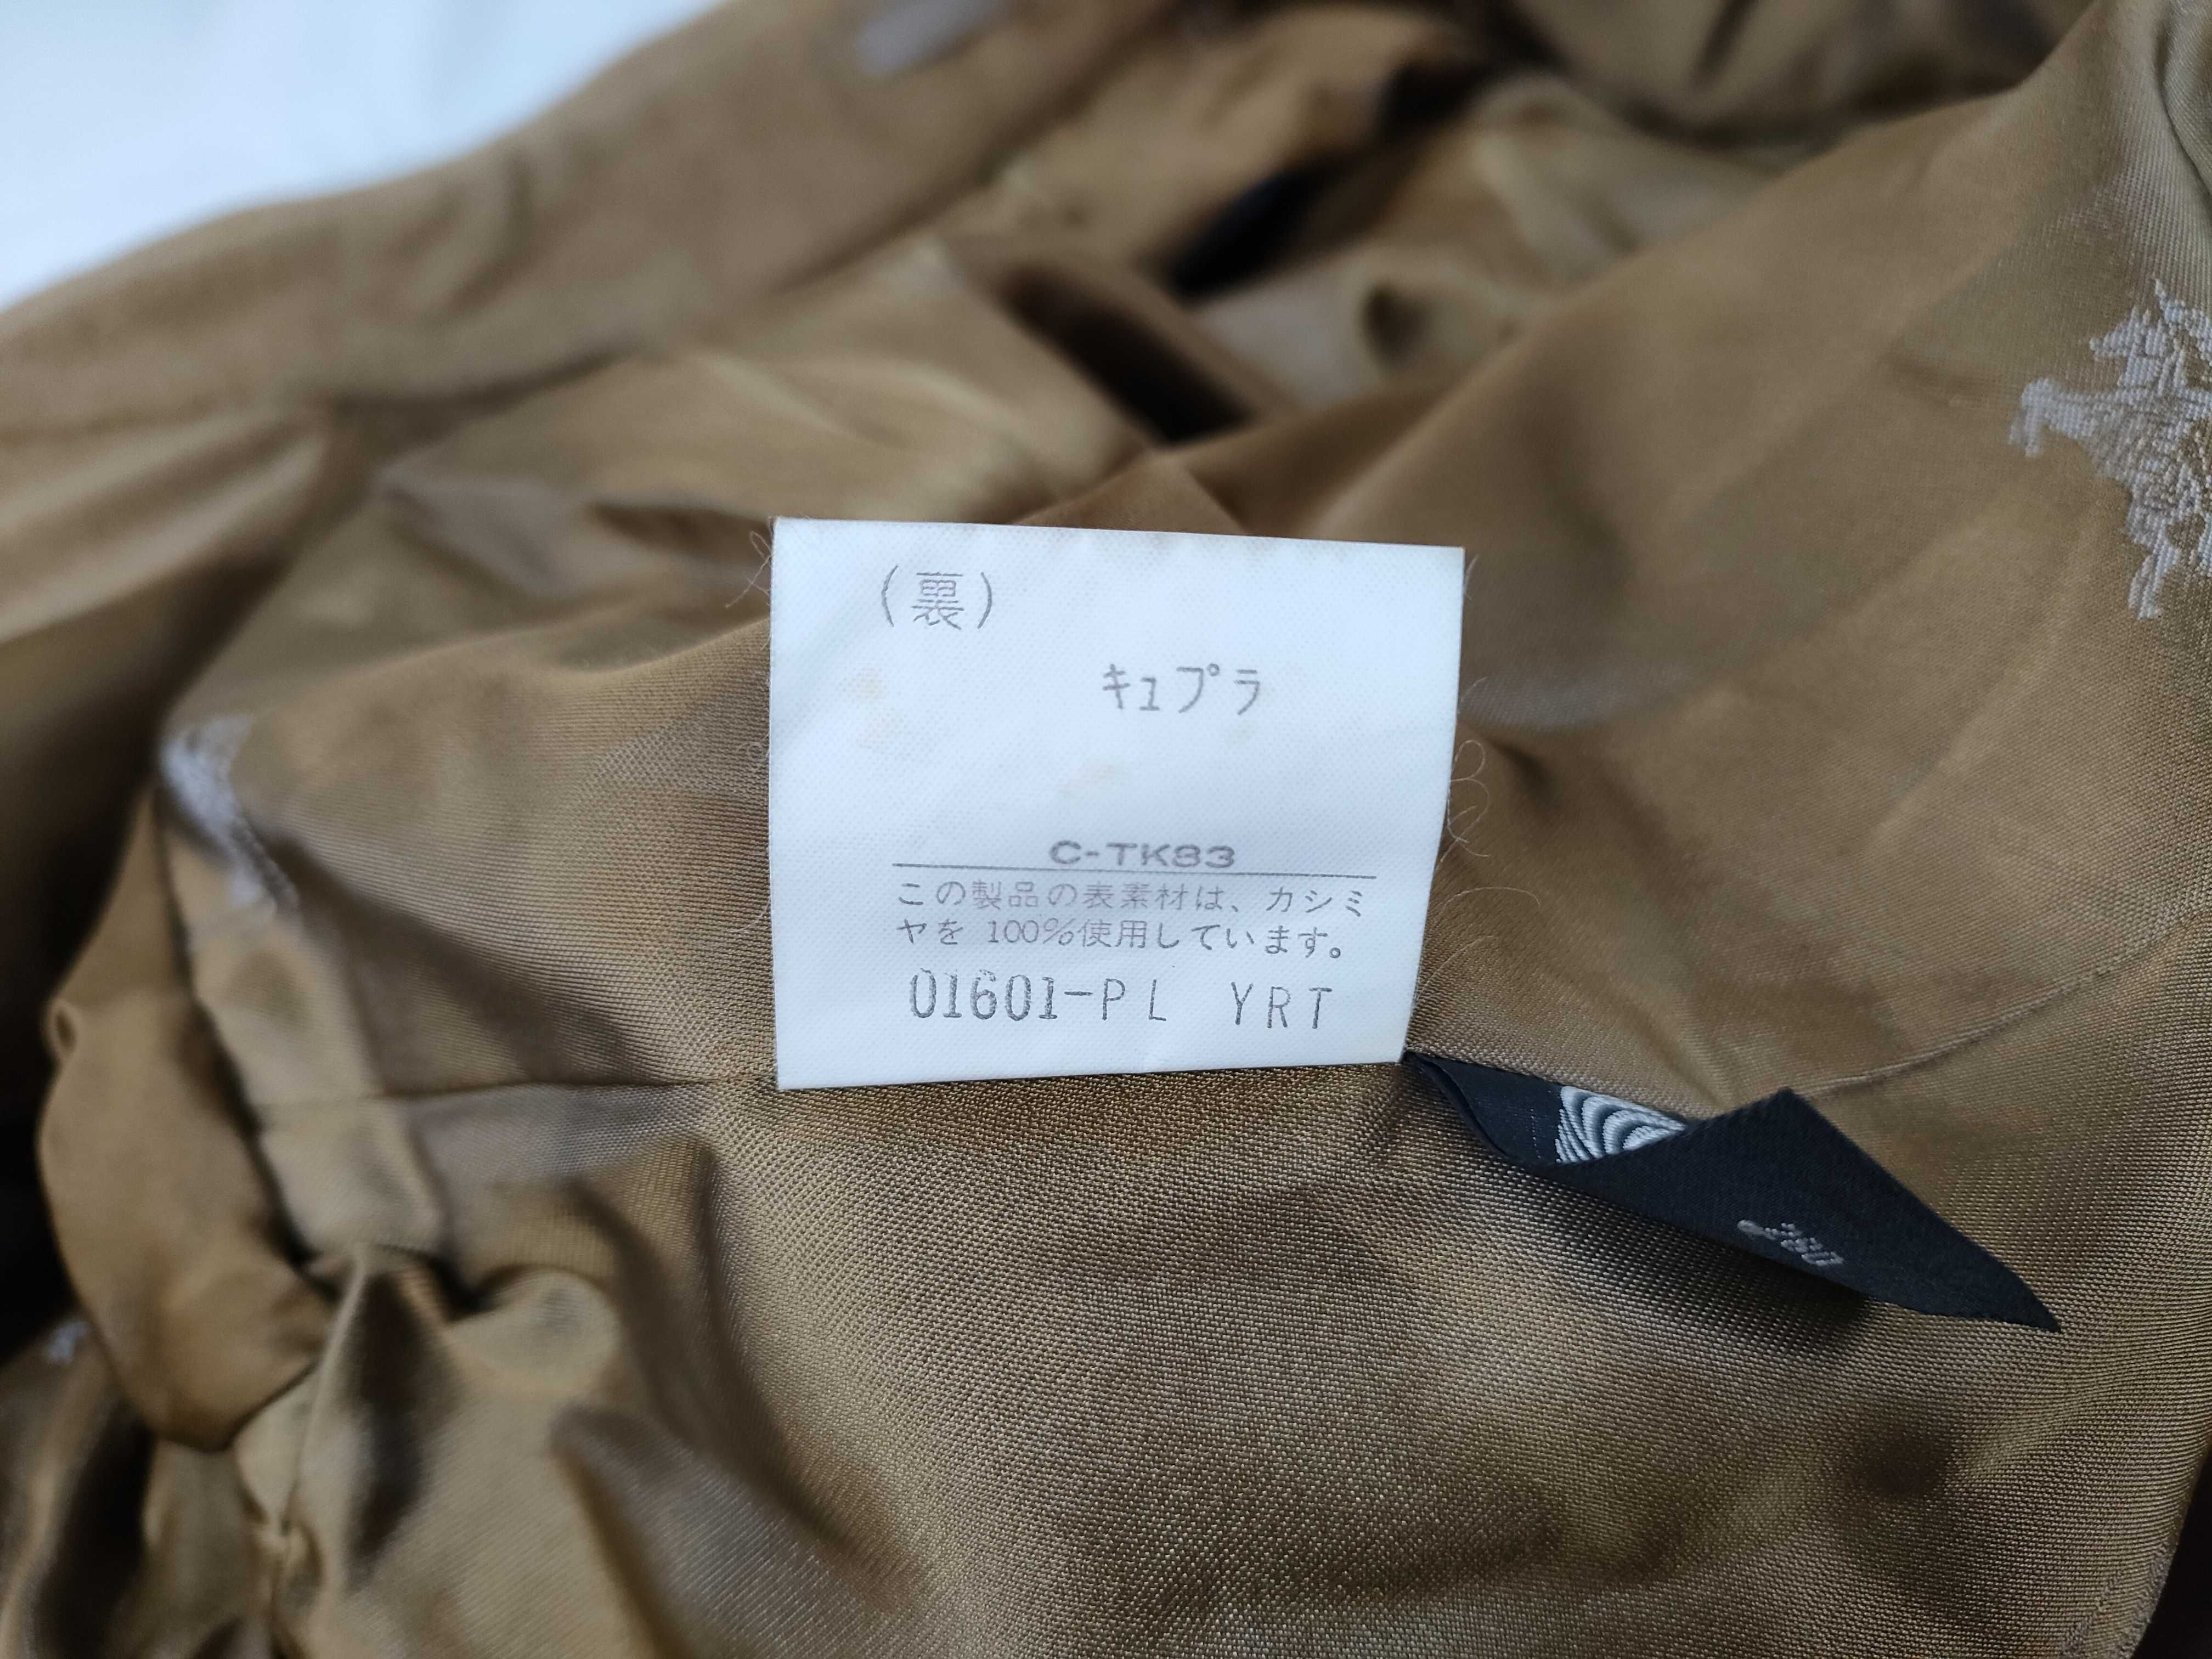 (裏)
キュプラ
C-TK83
この製品の表素材は、カシミ
ヤを 100%使用しています。
01601-PL YRT